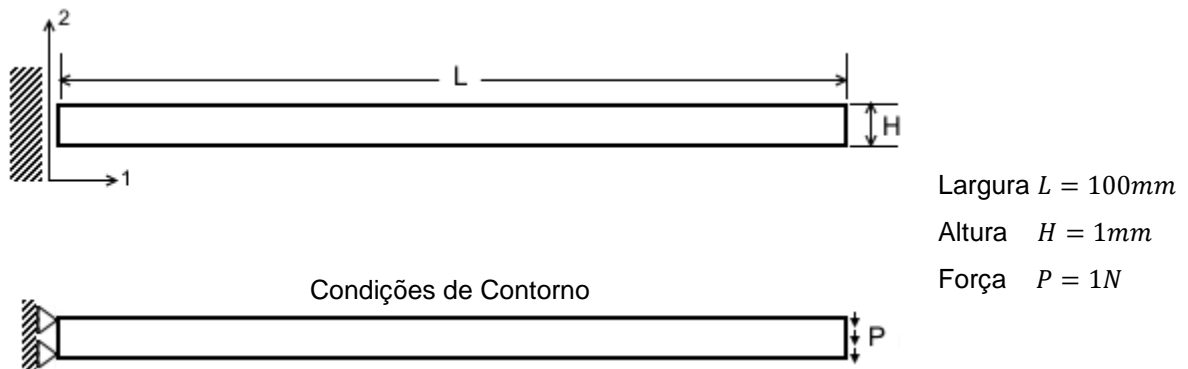 2
L
H
1
Largura L = 100mm
Altura H = 1mm
Força P = 1N
Condições de Contorno
P